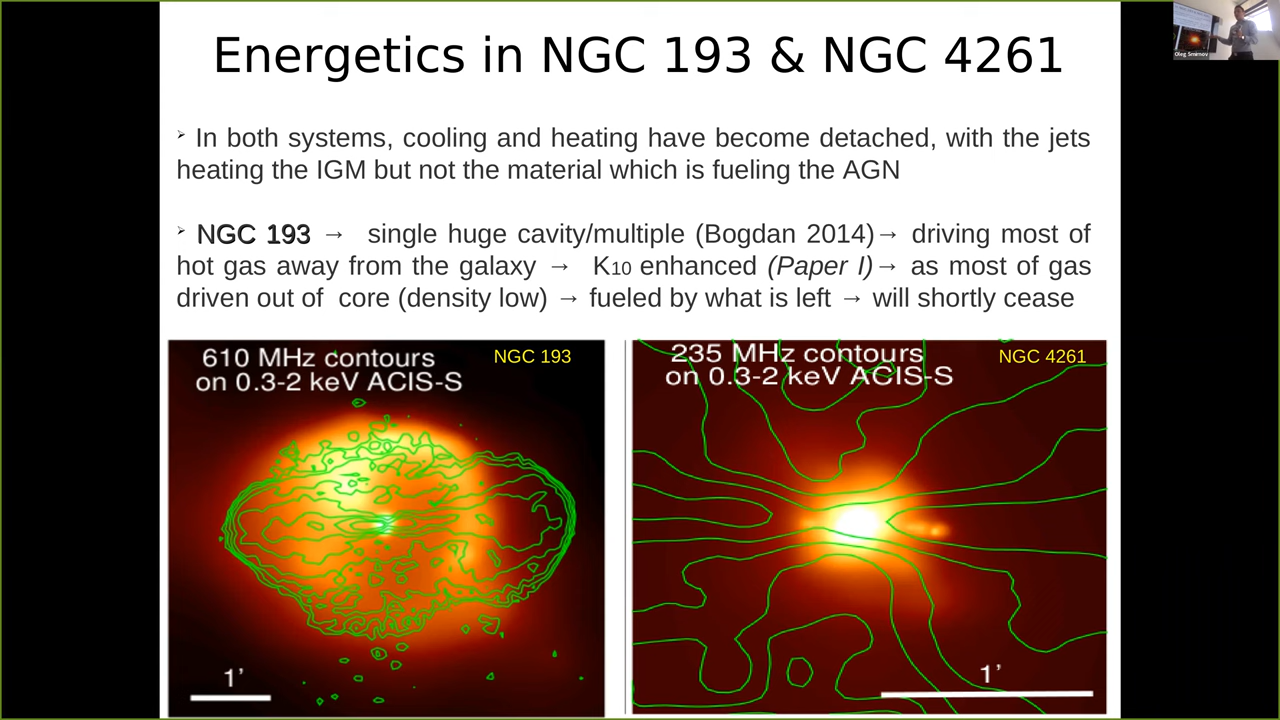 Energetics in NGC 193 & NGC 4261
➢ In both systems, cooling and heating have become detached, with the jets
heating the IGM but not the material which is fueling the AGN
➢ NGC 193 → single huge cavity/multiple (Bogdan 2014)→ driving most of
hot gas away from the galaxy → K10 enhanced (Paper I)→ as most of gas
driven out of core (density low) → fueled by what is left → will shortly cease
610 MHz contours
on 0.3-2 keV ACIS-S
NGC 193
1’
235 MHz contours
on 0.3-2 keV ACIS-S
NGC 4261
1’
Oleg Smirnov